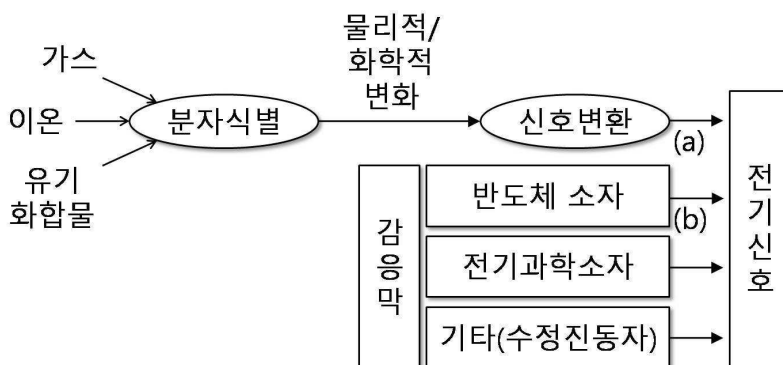 물리적/
화학적
변화
가스
이온
유기
화합물
분자식별
신호변환
(a)
감응막
반도체 소자
(b)
전기과학소자
기타(수정진동자)
전기신호